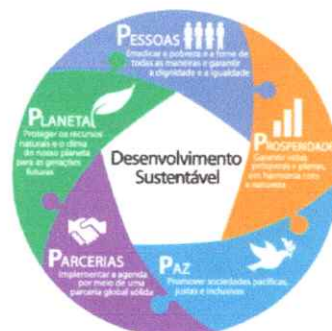 PESSOAS
Erradicar a pobreza e a fome de
todas as maneiras e garantir
a dignidade e a igualdade
PROSPERIDADE
Garantir vidas
prósperas e plenas,
em harmonia com
a natureza
PAZ
Promover sociedades pacíficas,
justas e inclusivas
PARCERIAS
Implementar a agenda
por meio de uma
parceria global sólida
PLANETA
Proteger os recursos
naturais e o clima
do nosso planeta
para as gerações
futuras
Desenvolvimento
Sustentável